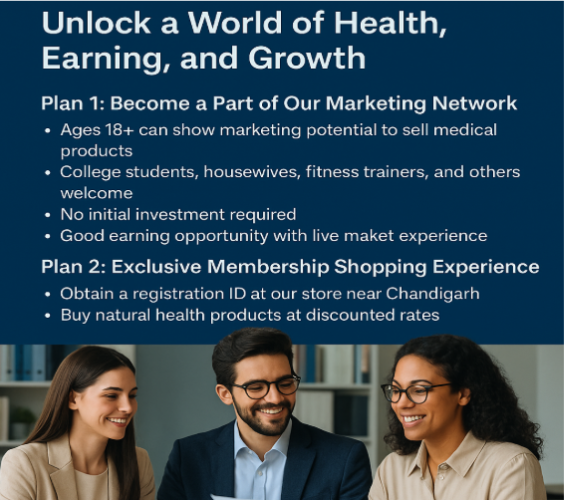 Unlock a World of Health,
Earning, and Growth
Plan 1: Become a Part of Our Marketing Network
• Ages 18+ can show marketing potential to sell medical
products
• College students, housewives, fitness trainers, and others
welcome
• No initial investment required
• Good earning opportunity with live maket experience
Plan 2: Exclusive Membership Shopping Experience
• Obtain a registration ID at our store near Chandigarh
• Buy natural health products at discounted rates